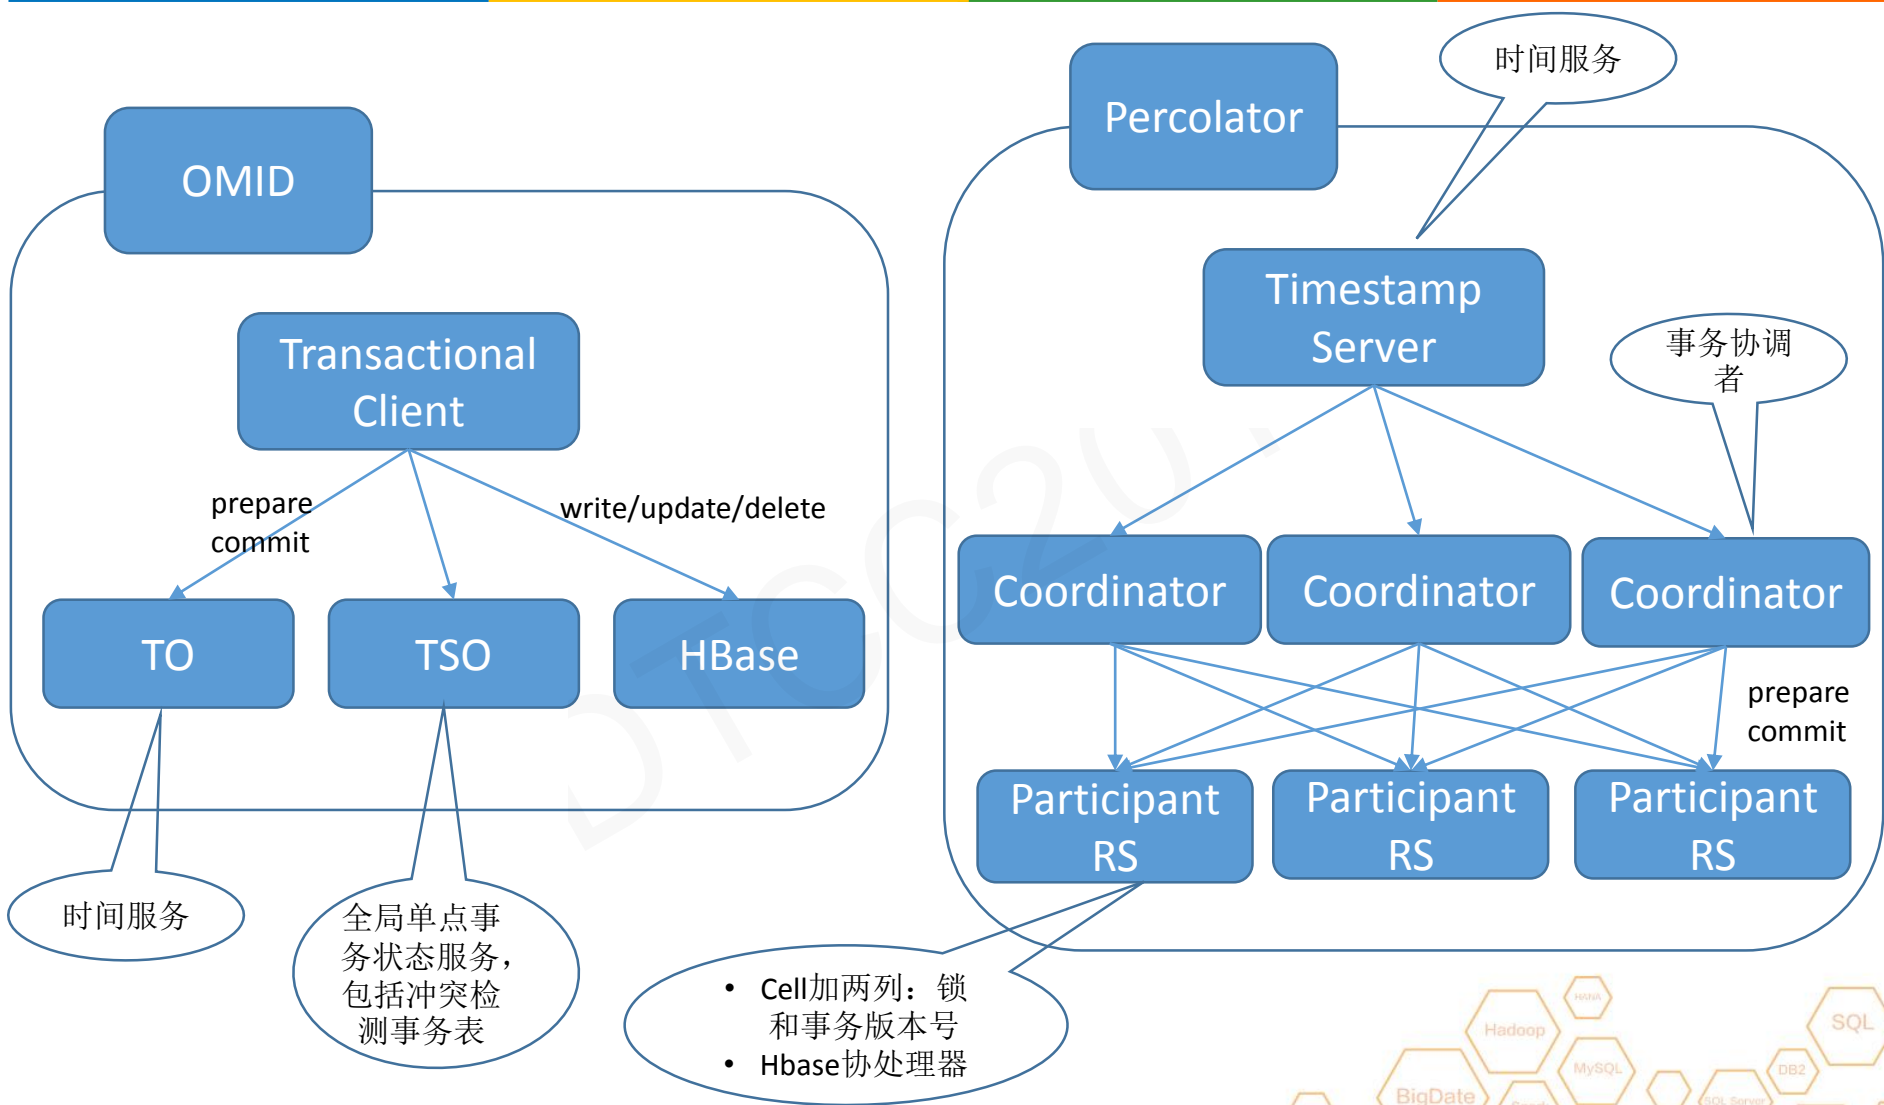 OMID
Transactional
Client
prepare
commit
write/update/delete
TO
TSO
HBase
时间服务
全局单点事
务状态服务，
包括冲突检
测事务表
Percolator
时间服务
Timestamp
Server
事务协调
者
Coordinator
Coordinator
Coordinator
prepare
commit
Participant
RS
Participant
RS
Participant
RS
• Cell加两列：锁
和事务版本号
• Hbase协处理器
HANA
Hadoop
SQL
MySQL
DB2
BigDate
SQL Server